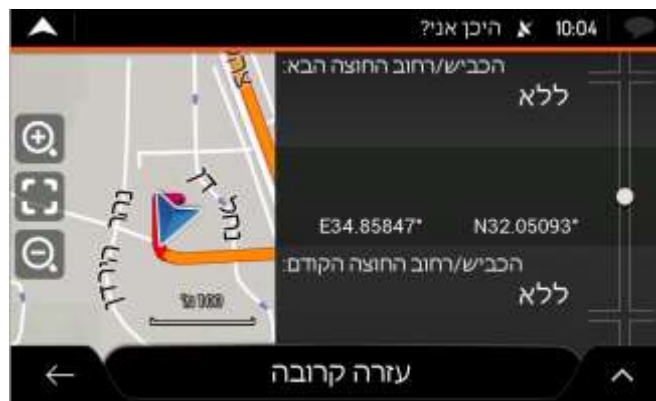 היכן אני?
10:04
הכביש/רחוב החוצה הבא:
ללא
E34.85847° N32.05093°
הכביש/רחוב החוצה הקודם:
ללא
נהר הירדן
נחל דן
עזרה קרובה